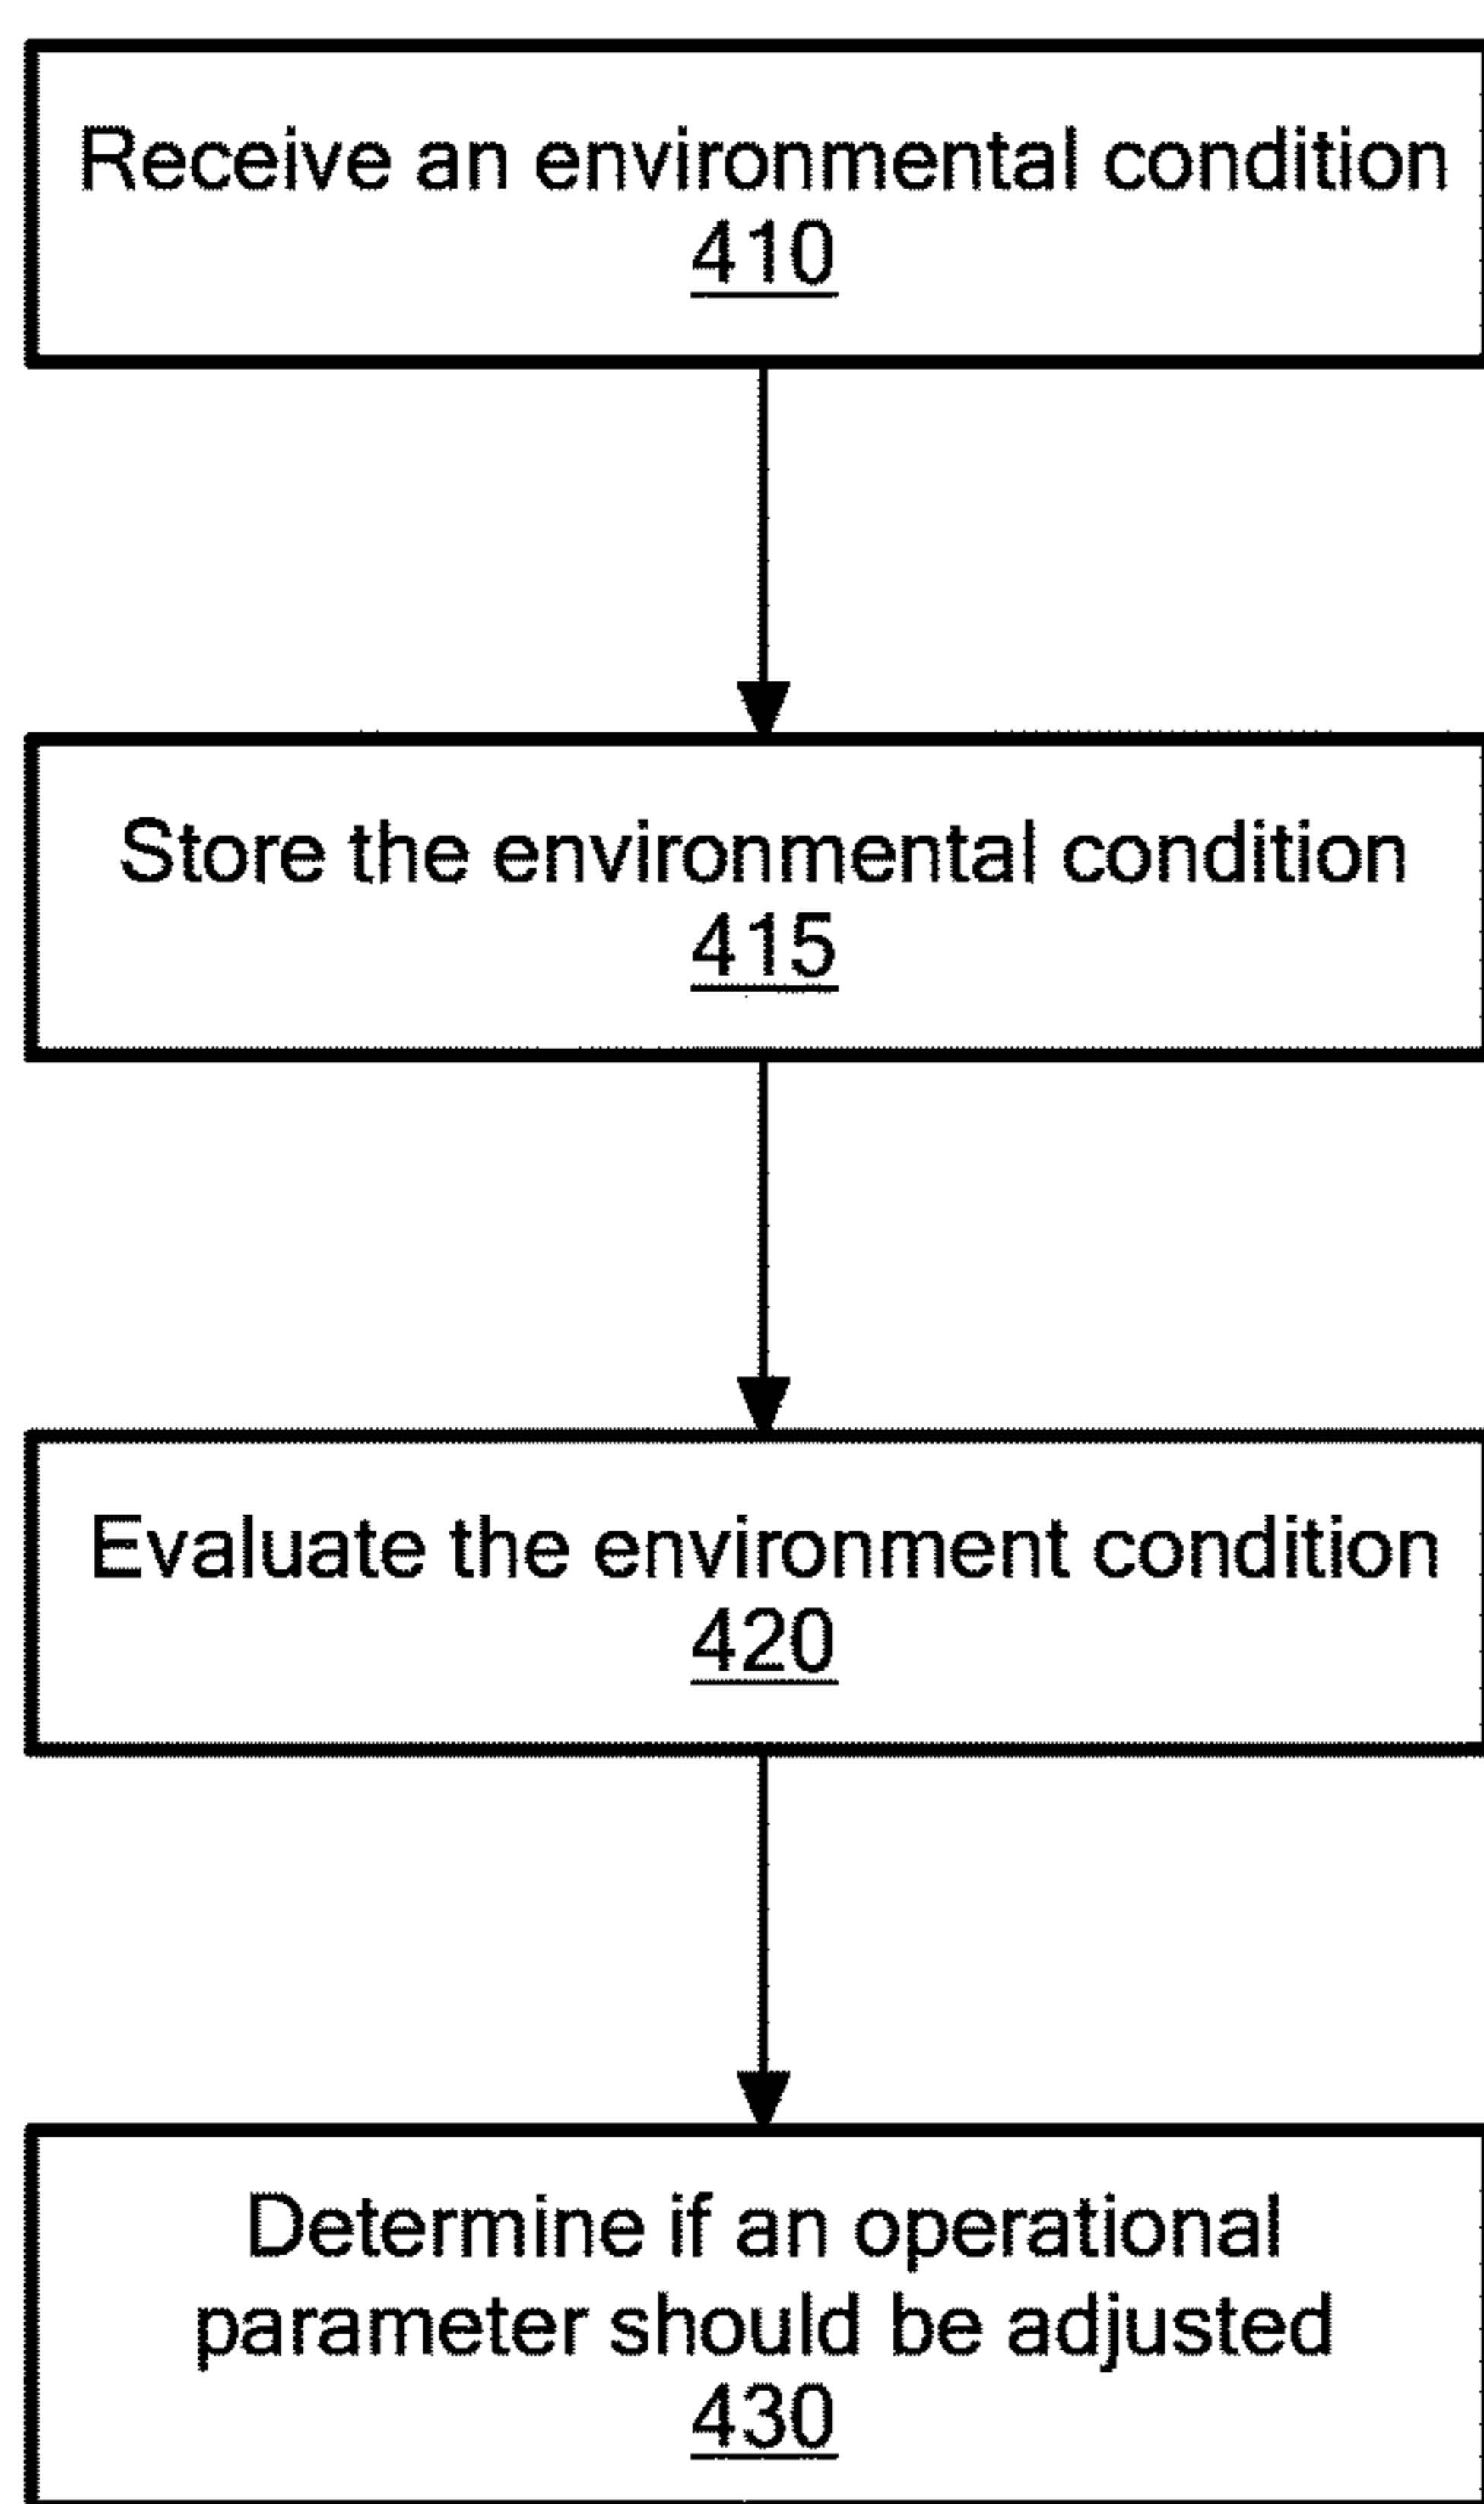 Receive an environmental condition
410
Store the environmental condition
415
Evaluate the environment condition
420
Determine if an operational
parameter should be adjusted
430